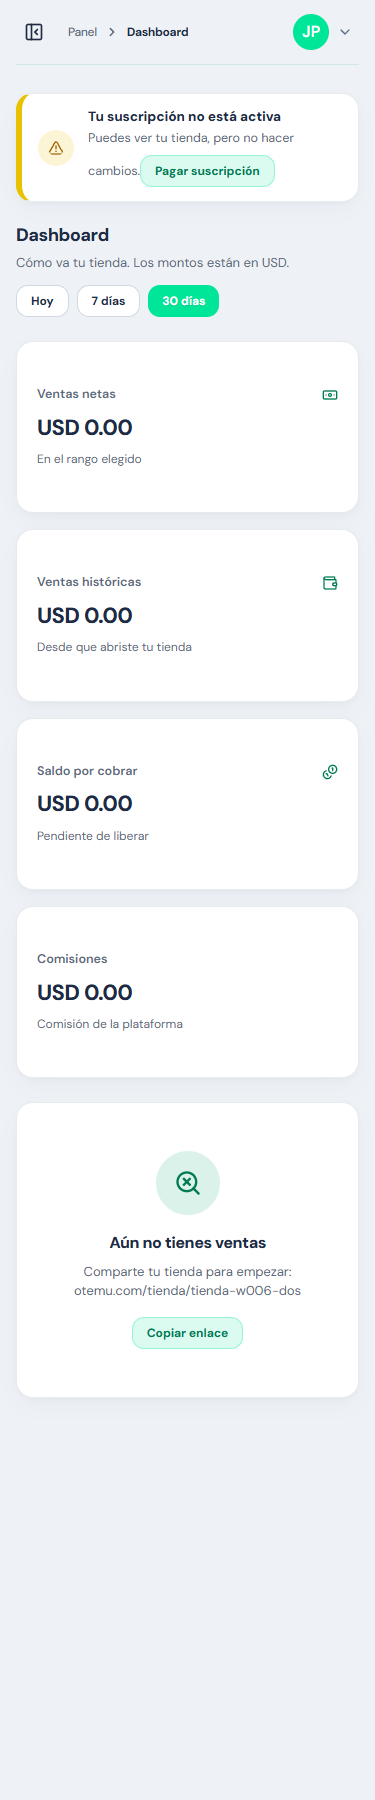 Panel > Dashboard
JP
Tu suscripción no está activa
Puedes ver tu tienda, pero no hacer
cambios. Pagar suscripción
Dashboard
Cómo va tu tienda. Los montos están en USD.
Hoy 7 días 30 días
Ventas netas
USD 0.00
En el rango elegido
Ventas históricas
USD 0.00
Desde que abriste tu tienda
Saldo por cobrar
USD 0.00
Pendiente de liberar
Comisiones
USD 0.00
Comisión de la plataforma
Aún no tienes ventas
Comparte tu tienda para empezar:
otemu.com/tienda/tienda-w006-dos
Copiar enlace